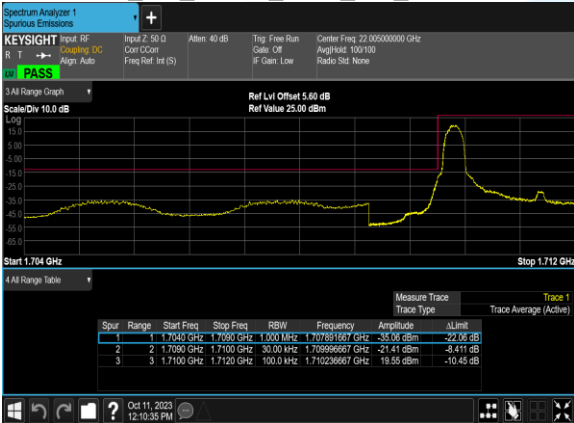 Spectrum Analyzer 1
Spurious Emissions
+
KEYSIGHT
R T
LW
PASS
Input: RF
Coupling: DC
Align: Auto
Input Z: 50 Ω
Corr CCorr
Freq Ref: Int (S)
Atten: 40 dB
Trig: Free Run
Gate: Off
IF Gain: Low
Center Freq: 22.005000000 GHz
Avg|Hold: 100/100
Radio Std: None
3 All Range Graph
Scale/Div 10.0 dB
Ref Lvl Offset 5.60 dB
Ref Value 25.00 dBm
Log
15.0
5.00
-5.00
-15.0
-25.0
-35.0
-45.0
-55.0
-65.0
Start 1.704 GHz
Stop 1.712 GHz
4 All Range Table
Measure Trace Trace 1
Trace Type Trace Average (Active)
Spur Range Start Freq Stop Freq RBW Frequency Amplitude ΔLimit
1 1 1.7040 GHz 1.7090 GHz 1.000 MHz 1.707891667 GHz -35.06 dBm -22.06 dB
2 2 1.7090 GHz 1.7100 GHz 30.00 kHz 1.709996667 GHz -21.41 dBm -8.411 dB
3 3 1.7100 GHz 1.7120 GHz 100.0 kHz 1.710236667 GHz 19.55 dBm -10.45 dB
?
Oct 11, 2023
12:10:35 PM